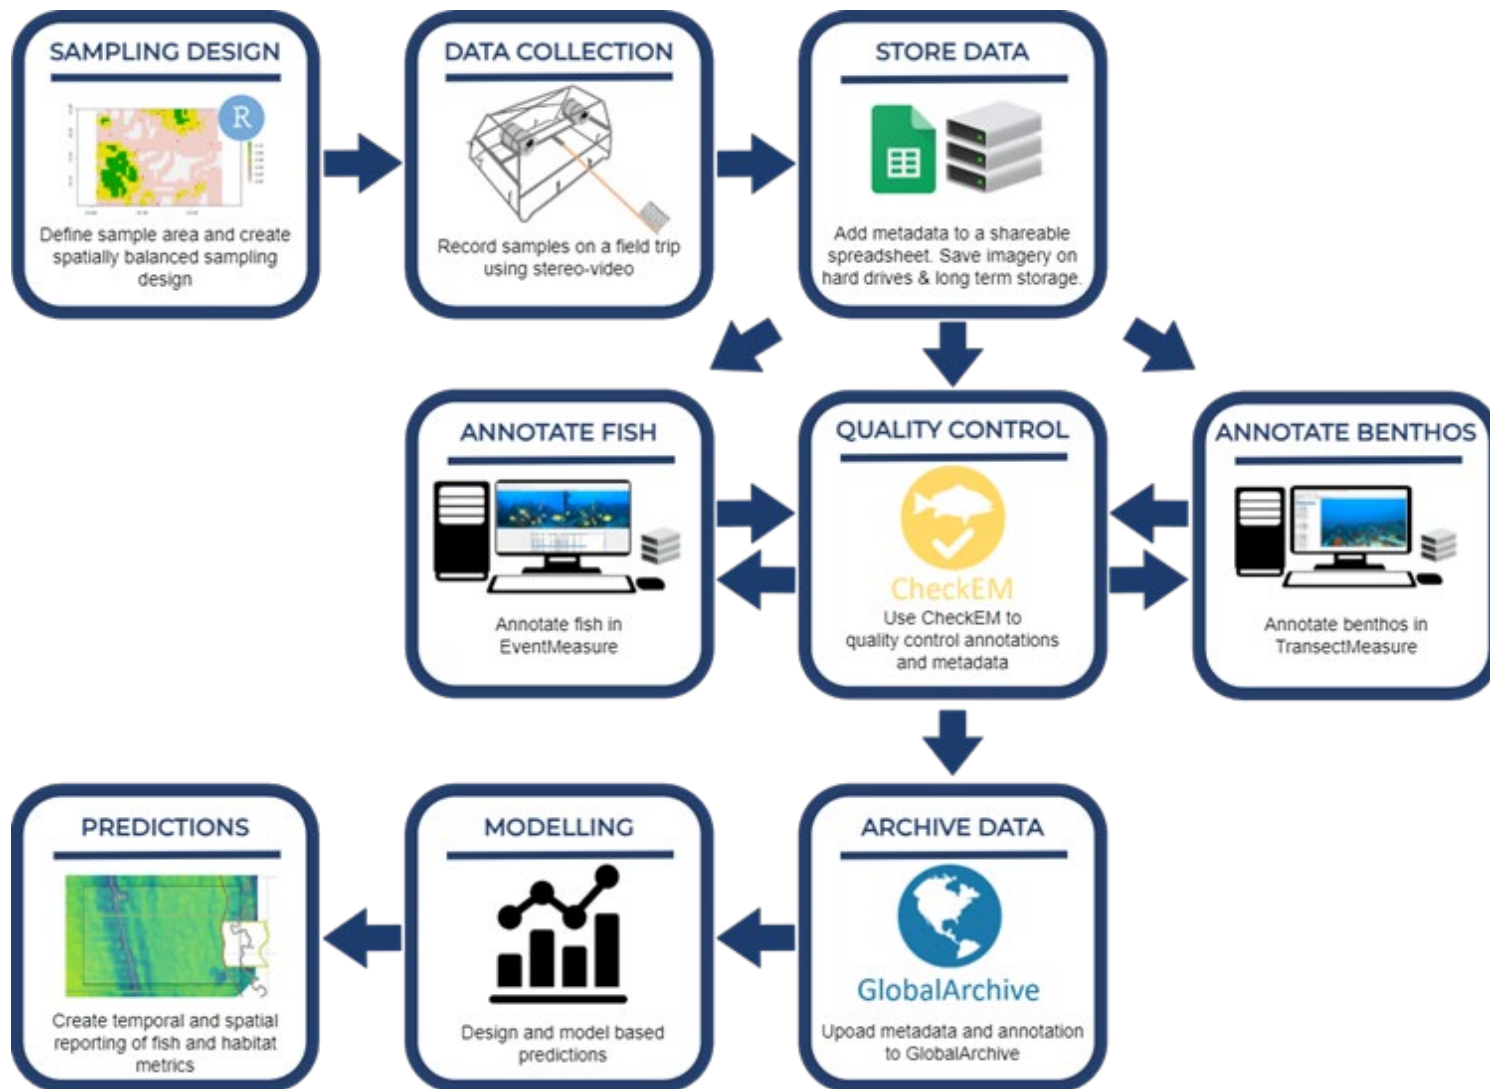 SAMPLING DESIGN
R
Define sample area and create
spatially balanced sampling
design
DATA COLLECTION
Record samples on a field trip
using stereo-video
STORE DATA
Add metadata to a shareable
spreadsheet. Save imagery on
hard drives & long term storage.
ANNOTATE FISH
Annotate fish in
EventMeasure
QUALITY CONTROL
CheckEM
Use CheckEM to
quality control annotations
and metadata
ANNOTATE BENTHOS
Annotate benthos in
TransectMeasure
PREDICTIONS
Create temporal and spatial
reporting of fish and habitat
metrics
MODELLING
Design and model based
predictions
ARCHIVE DATA
GlobalArchive
Upoad metadata and annotation
to GlobalArchive